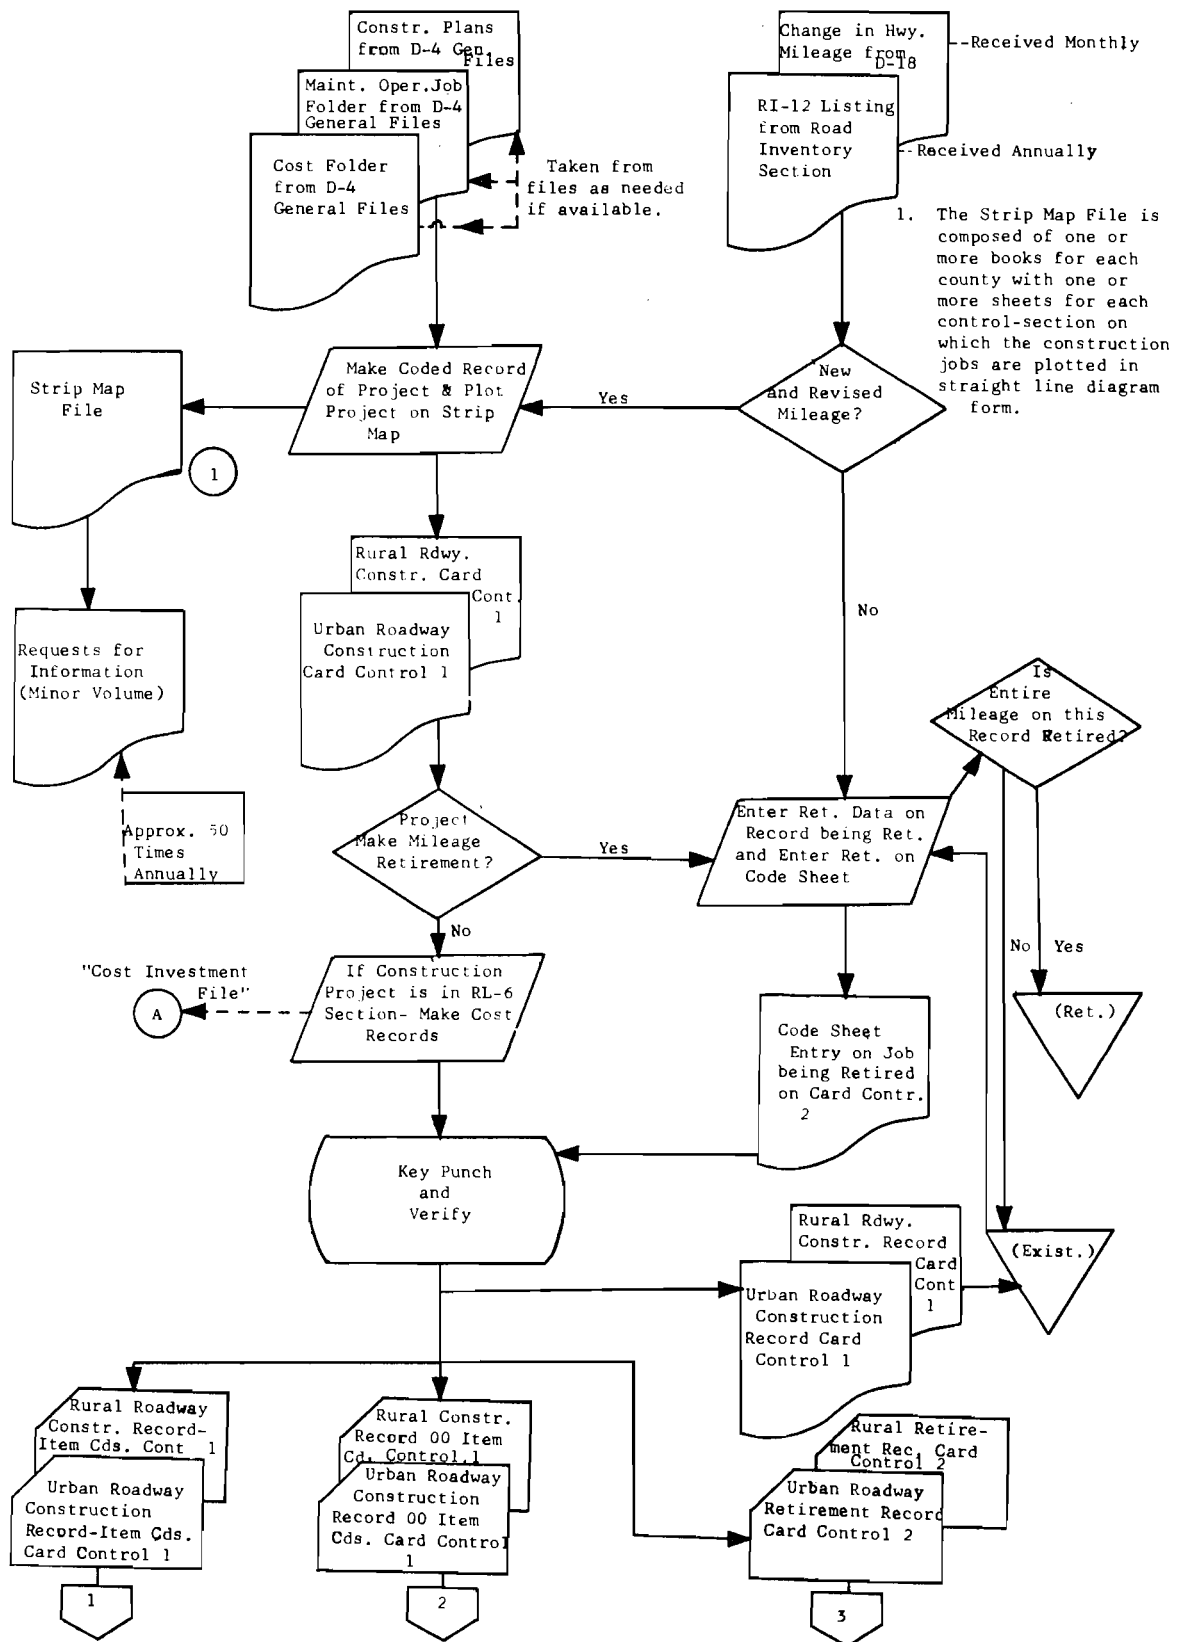 Constr. Plans
from D-4 Gen.
Files
Maint. Oper.Job
Folder from D-4
General Files
Cost Folder
from D-4
General Files
Taken from
files as needed
if available.
Change in Hwy.
Mileage from
D-18
--Received Monthly
RI-12 Listing
from Road
Inventory
Section
--Received Annually
1. The Strip Map File is
composed of one or
more books for each
county with one or
more sheets for each
control-section on
which the construction
jobs are plotted in
straight line diagram
form.
Strip Map
File
1
Make Coded Record
of Project & Plot
Project on Strip
Map
Yes
New
and Revised
Mileage?
No
Requests for
Information
(Minor Volume)
Approx. 50
Times
Annually
Rural Rdwy.
Constr. Card
Cont.
1
Urban Roadway
Construction
Card Control 1
Project
Make Mileage
Retirement?
Yes
No
Is
Entire
Mileage on this
Record Retired?
Enter Ret. Data on
Record being Ret.
and Enter Ret. on
Code Sheet
No
Yes
"Cost Investment
File"
A
If Construction
Project is in RL-6
Section- Make Cost
Records
Code Sheet
Entry on Job
being Retired
on Card Contr.
2
(Ret.)
Key Punch
and
Verify
Rural Rdwy.
Constr. Record
Card
Cont
1
Urban Roadway
Construction
Record Card
Control 1
(Exist.)
Rural Roadway
Constr. Record-
Item Cds. Cont 1
Urban Roadway
Construction
Record-Item Cds.
Card Control 1
1
Rural Constr.
Record 00 Item
Cd. Control 1
Urban Roadway
Construction
Record 00 Item
Cds. Card Control
1
2
Rural Retire-
ment Rec. Card
Control 2
Urban Roadway
Retirement Record
Card Control 2
3